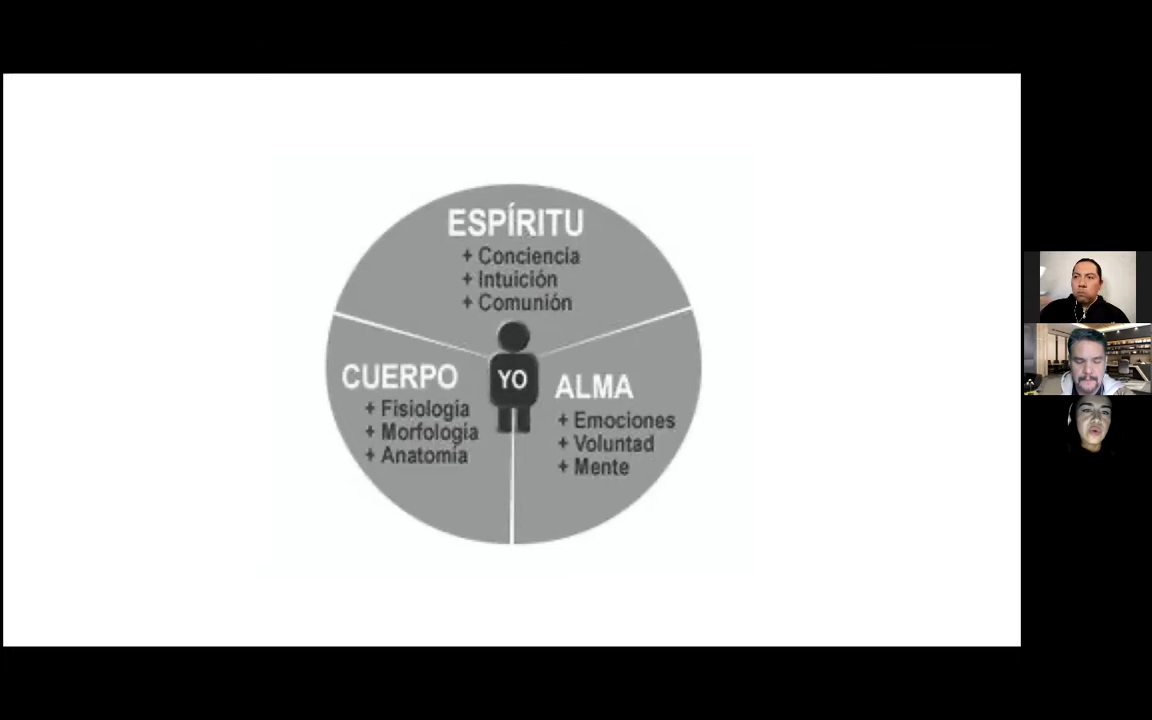 ESPÍRITU
+ Conciencia
+ Intuición
+ Comunión
CUERPO
+ Fisiología
+ Morfología
+ Anatomía
YO
ALMA
+ Emociones
+ Voluntad
+ Mente